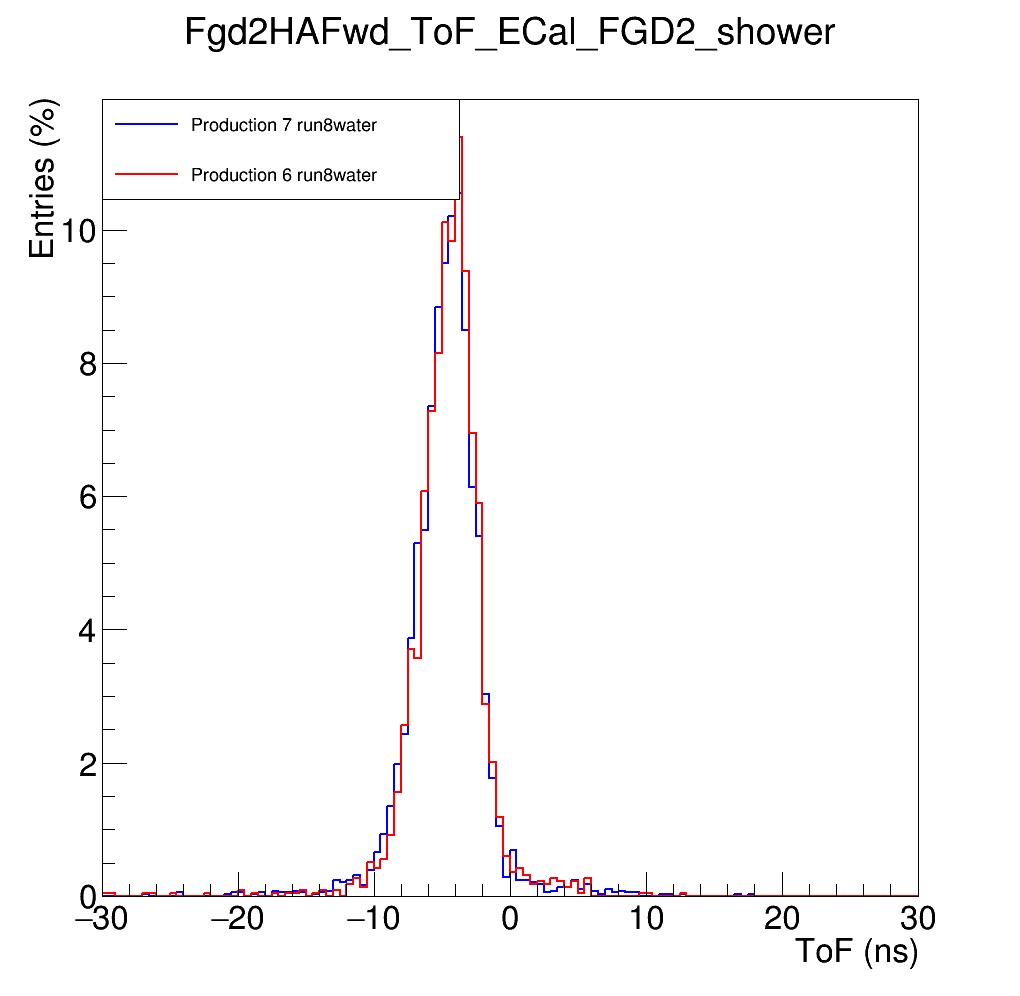 Fgd2HAFwd_ToF_ECal_FGD2_shower
Entries (%)
Production 7 run8water
Production 6 run8water
10
8
6
4
2
0
−30 −20 −10 0 10 20 30
ToF (ns)